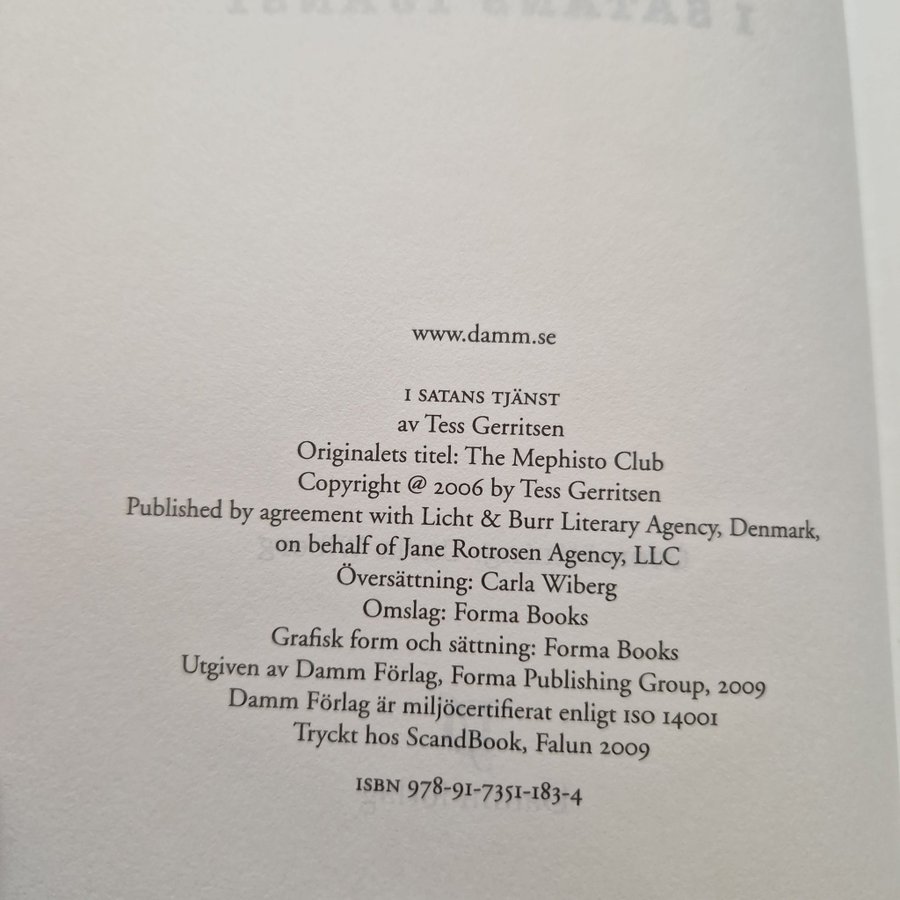 I SATANS TJÄNST
www.damm.se
I SATANS TJÄNST
av Tess Gerritsen
Originalets titel: The Mephisto Club
Copyright @ 2006 by Tess Gerritsen
Published by agreement with Licht & Burr Literary Agency, Denmark,
on behalf of Jane Rotrosen Agency, LLC
Översättning: Carla Wiberg
Omslag: Forma Books
Grafisk form och sättning: Forma Books
Utgiven av Damm Förlag, Forma Publishing Group, 2009
Damm Förlag är miljöcertifierat enligt ISO 14001
Tryckt hos ScandBook, Falun 2009
ISBN 978-91-7351-183-4